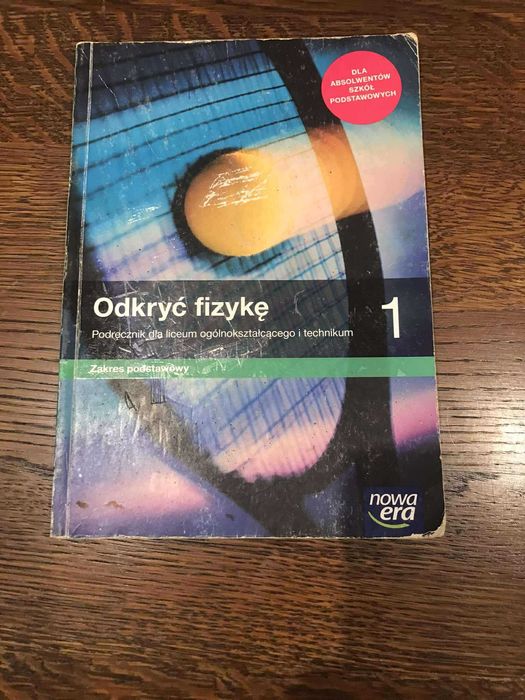 DLA
ABSOLWENTÓW
SZKÓŁ
PODSTAWOWYCH
Odkryć fizykę
1
Podręcznik dla liceum ogólnokształcącego i technikum
Zakres podstawowy
nowa
era